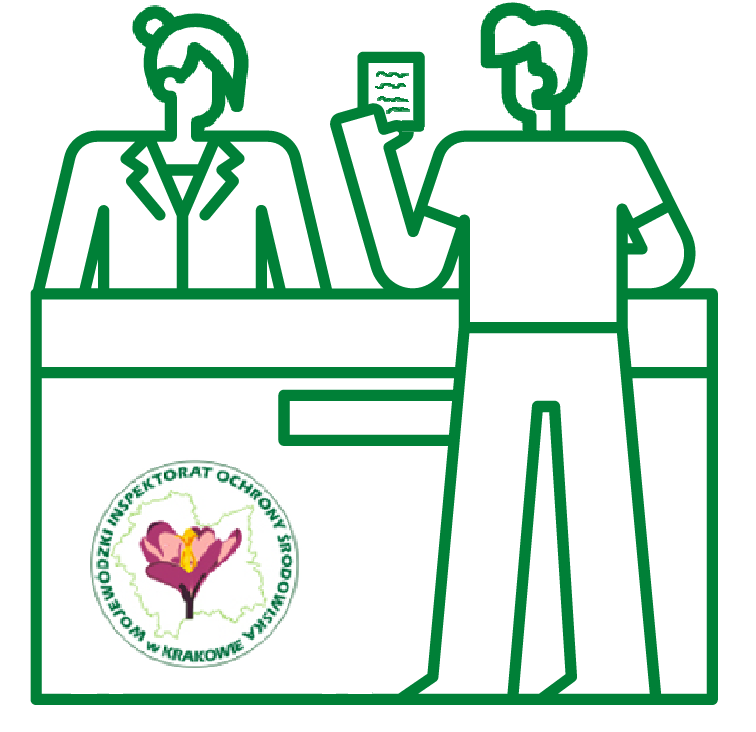 WOJEWÓDZKI INSPEKTORAT OCHRONY ŚRODOWISKA
w KRAKOWIE